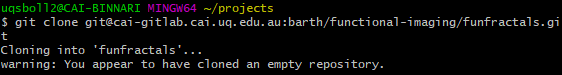 uqsboll2@CAI-BINNARI MINGW64 ~/projects
$ git clone git@cai-gitlab.cai.uq.edu.au:barth/functional-imaging/funfractals.gi
t
Cloning into 'funfractals'...
warning: You appear to have cloned an empty repository.